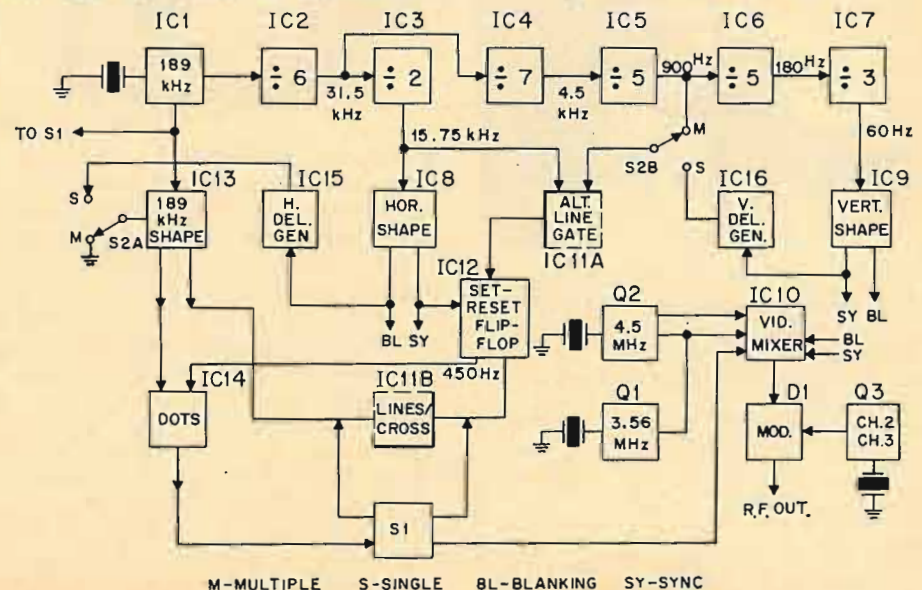 IC1 IC2 IC3 IC4 IC5 IC6 IC7
189 kHz
÷ 6
31.5 kHz
÷ 2
÷ 7
4.5 kHz
÷ 5
900Hz
÷ 5
180Hz
÷ 3
TO S1
15.75 kHz
60Hz
M
S2B
S
IC13
IC15
IC8
IC16
IC9
S
189 kHz SHAPE
M
S2A
H. DEL. GEN
HOR. SHAPE
ALT. LINE GATE
IC11A
V. DEL. GEN.
VERT. SHAPE
IC12
SET-
RESET
FLIP-
FLOP
BL SY
450Hz
SY BL
Q2
4.5 MHz
IC10
VID. MIXER
BL
SY
IC14
DOTS
IC11B
LINES/
CROSS
Q1
3.56 MHz
D1
MOD.
Q3
CH.2
CH.3
R.F. OUT.
S1
M-MULTIPLE S-SINGLE BL-BLANKING SY-SYNC